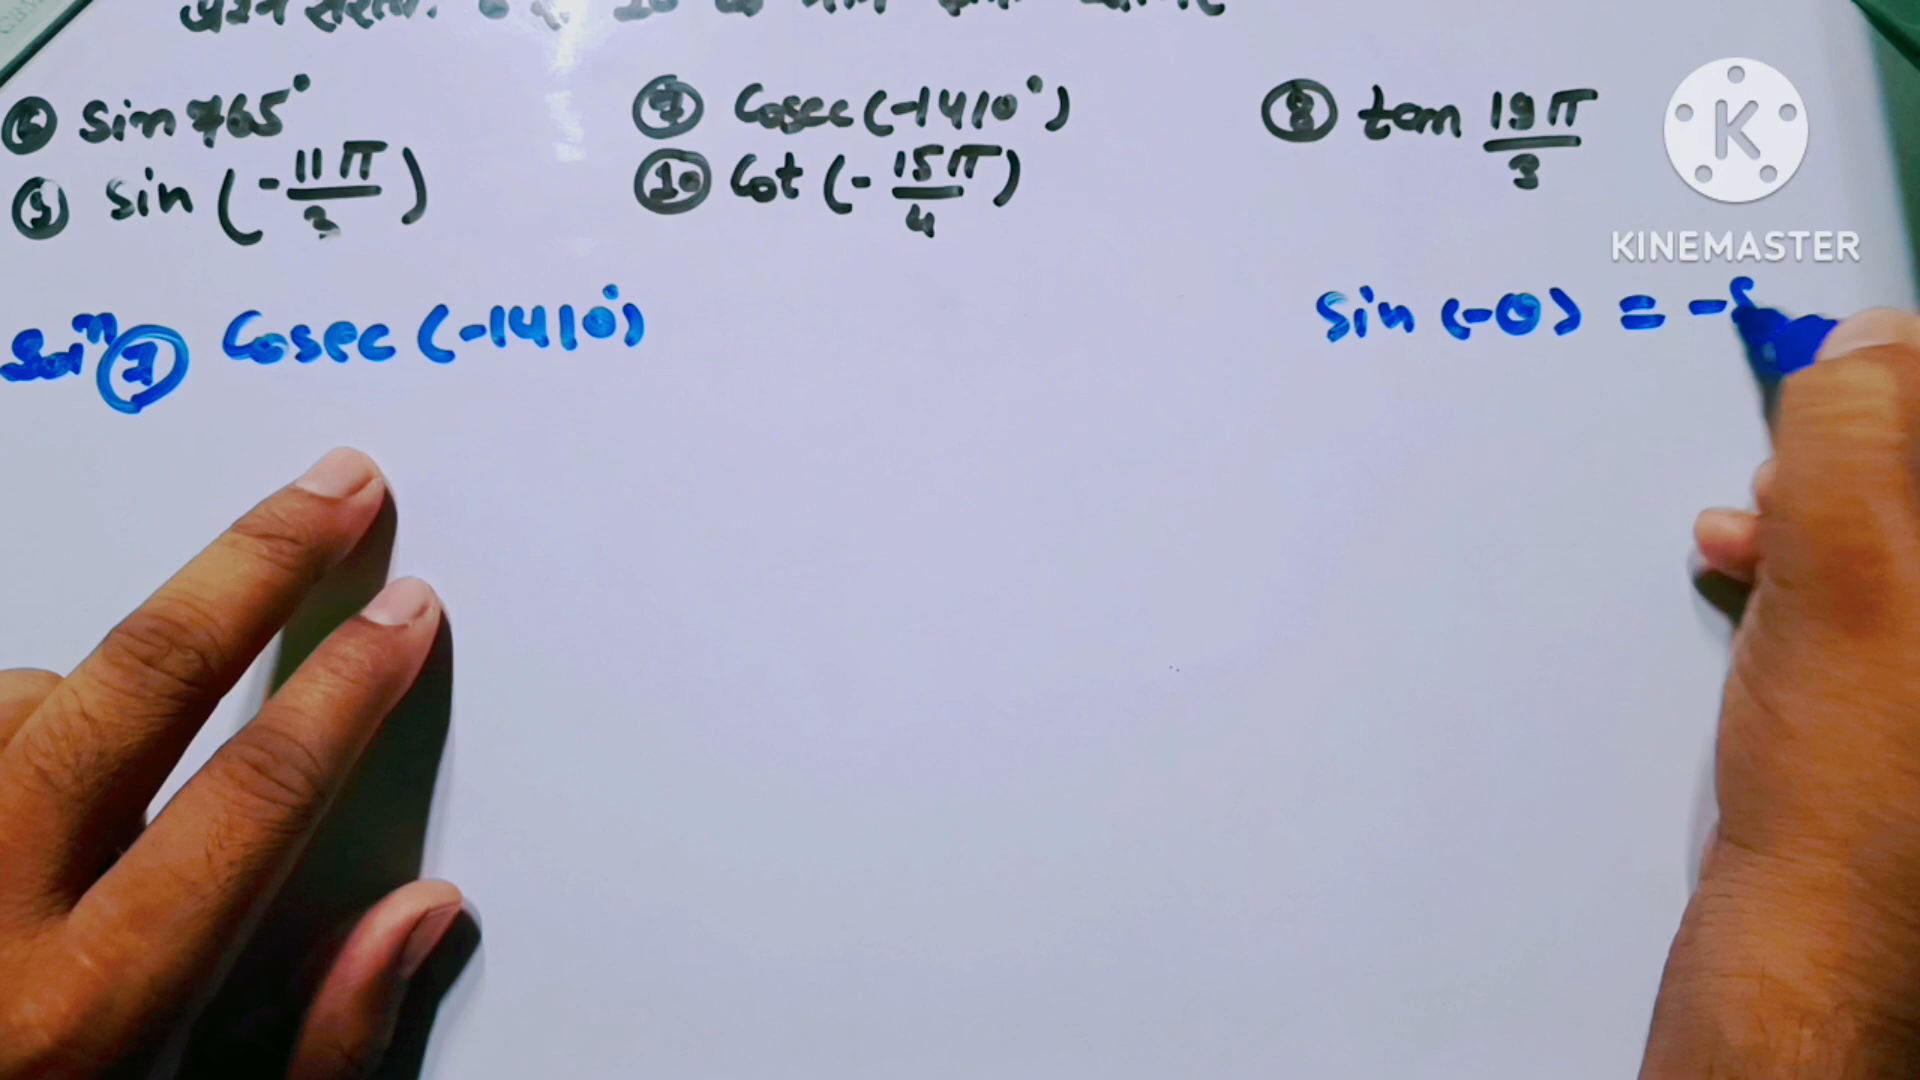 ⑥ sin 765° ⑦ Cosec (-1410°) ⑧ tan 19π/3
⑨ sin (-11π/3) ⑩ Cot (-15π/4)
KINEMASTER
Solⁿ ⑦ Cosec (-1410°) sin (-θ) = -s